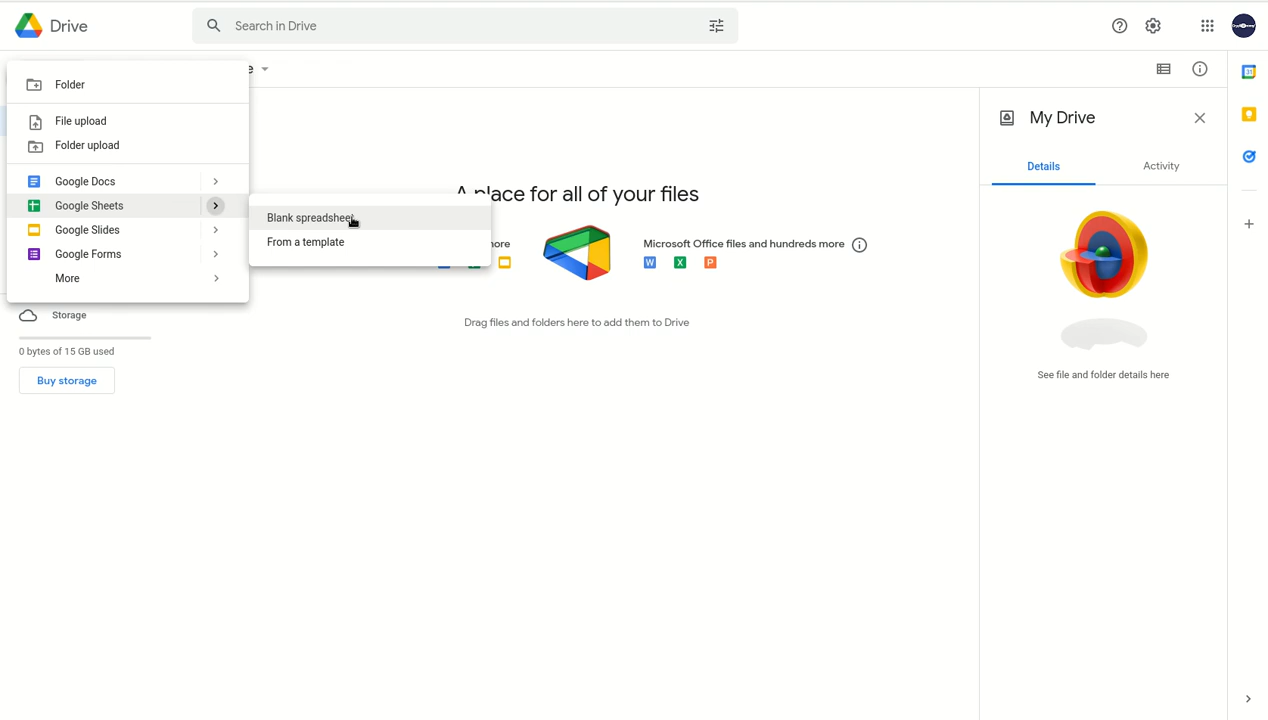 Drive
Search in Drive
e
Folder
File upload
Folder upload
Google Docs
Google Sheets
Google Slides
Google Forms
More
Blank spreadsheet
From a template
Storage
0 bytes of 15 GB used
Buy storage
A place for all of your files
ore
Microsoft Office files and hundreds more
W X P
Drag files and folders here to add them to Drive
My Drive
Details
Activity
See file and folder details here
31